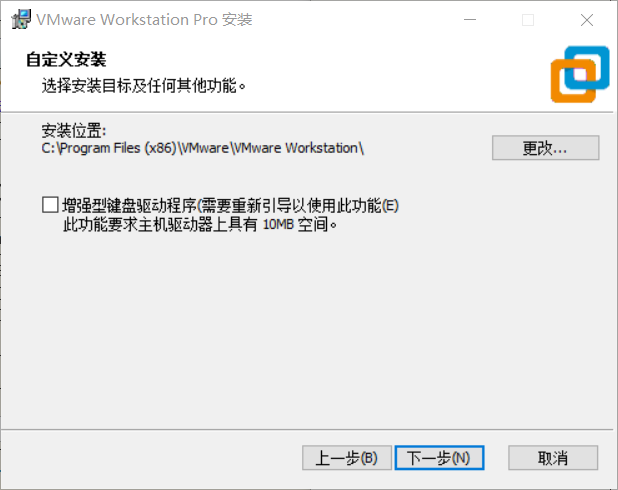 VMware Workstation Pro 安装
自定义安装
选择安装目标及任何其他功能。
安装位置:
C:\Program Files (x86)\VMware\VMware Workstation\
更改...
增强型键盘驱动程序(需要重新引导以使用此功能(E)
此功能要求主机驱动器上具有 10MB 空间。
上一步(B) 下一步(N) 取消